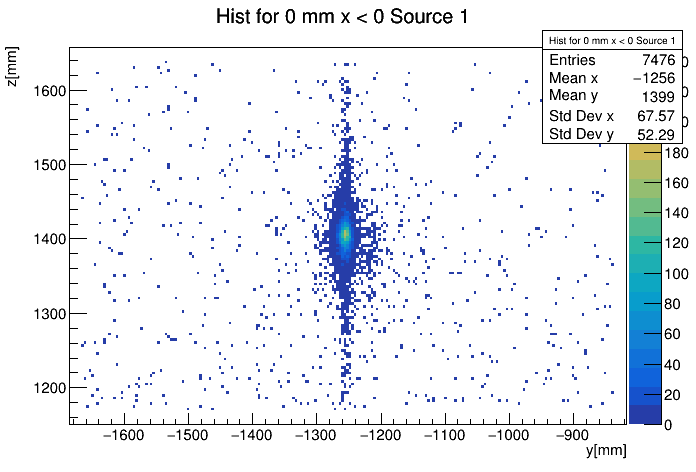 Hist for 0 mm x < 0 Source 1
z[mm]
Hist for 0 mm x < 0 Source 1
Entries 7476
Mean x −1256
Mean y 1399
Std Dev x 67.57
Std Dev y 52.29
1600
1500
1400
1300
1200
180
160
140
120
100
80
60
40
20
0
−1600 −1500 −1400 −1300 −1200 −1100 −1000 −900
y[mm]